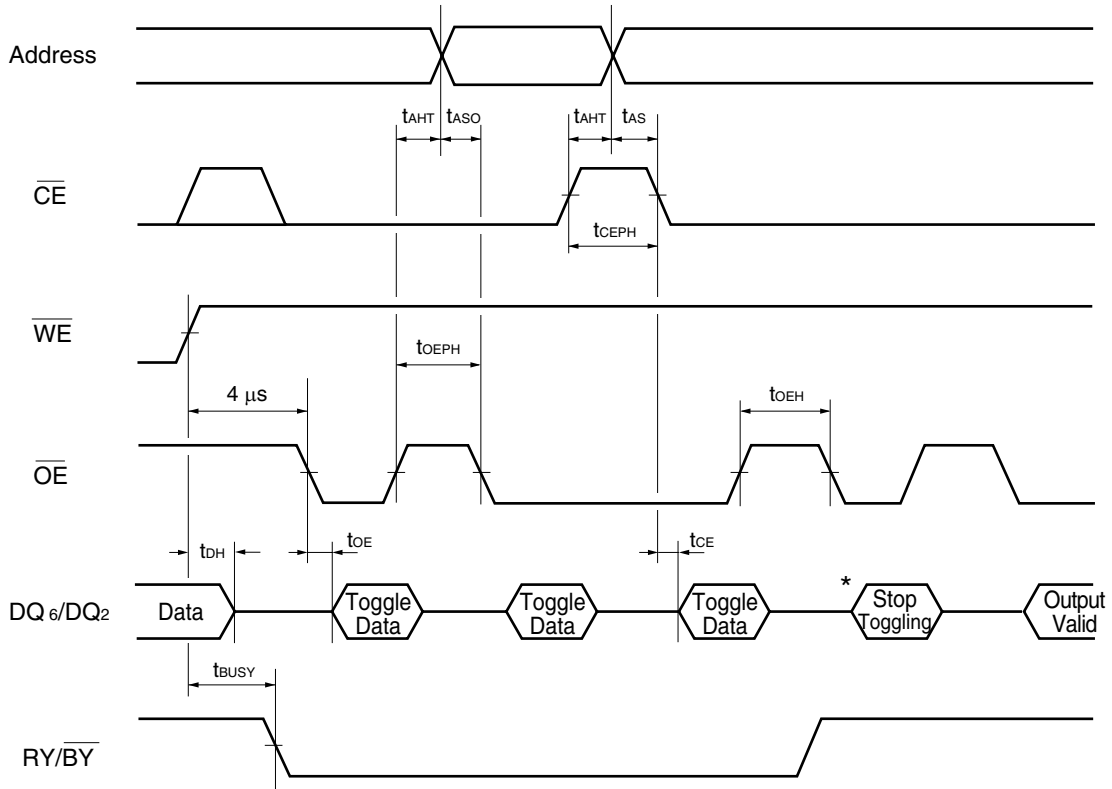 Address
tAHT tASO tAHT tAS
CE
tCEPH
WE
tOEPH
4 μs
tOEH
OE
tDH
tOE
tCE
*
DQ6/DQ2
Data
Toggle
Data
Toggle
Data
Toggle
Data
Stop
Toggling
Output
Valid
tBUSY
RY/BY